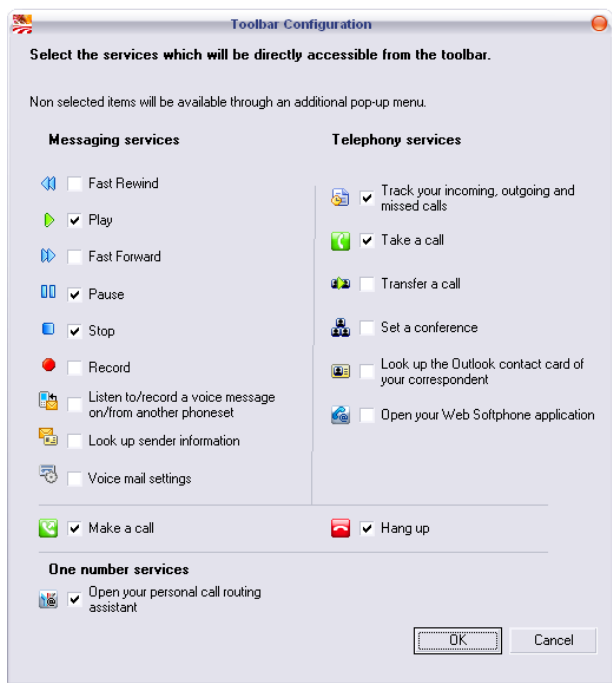 Toolbar Configuration
Select the services which will be directly accessible from the toolbar.
Non selected items will be available through an additional pop-up menu.
Messaging services
Fast Rewind
Play
Fast Forward
Pause
Stop
Record
Listen to/record a voice message
on/from another phoneset
Look up sender information
Voice mail settings
Telephony services
Track your incoming, outgoing and
missed calls
Take a call
Transfer a call
Set a conference
Look up the Outlook contact card of
your correspondent
Open your Web Softphone application
Make a call
Hang up
One number services
Open your personal call routing
assistant
OK
Cancel